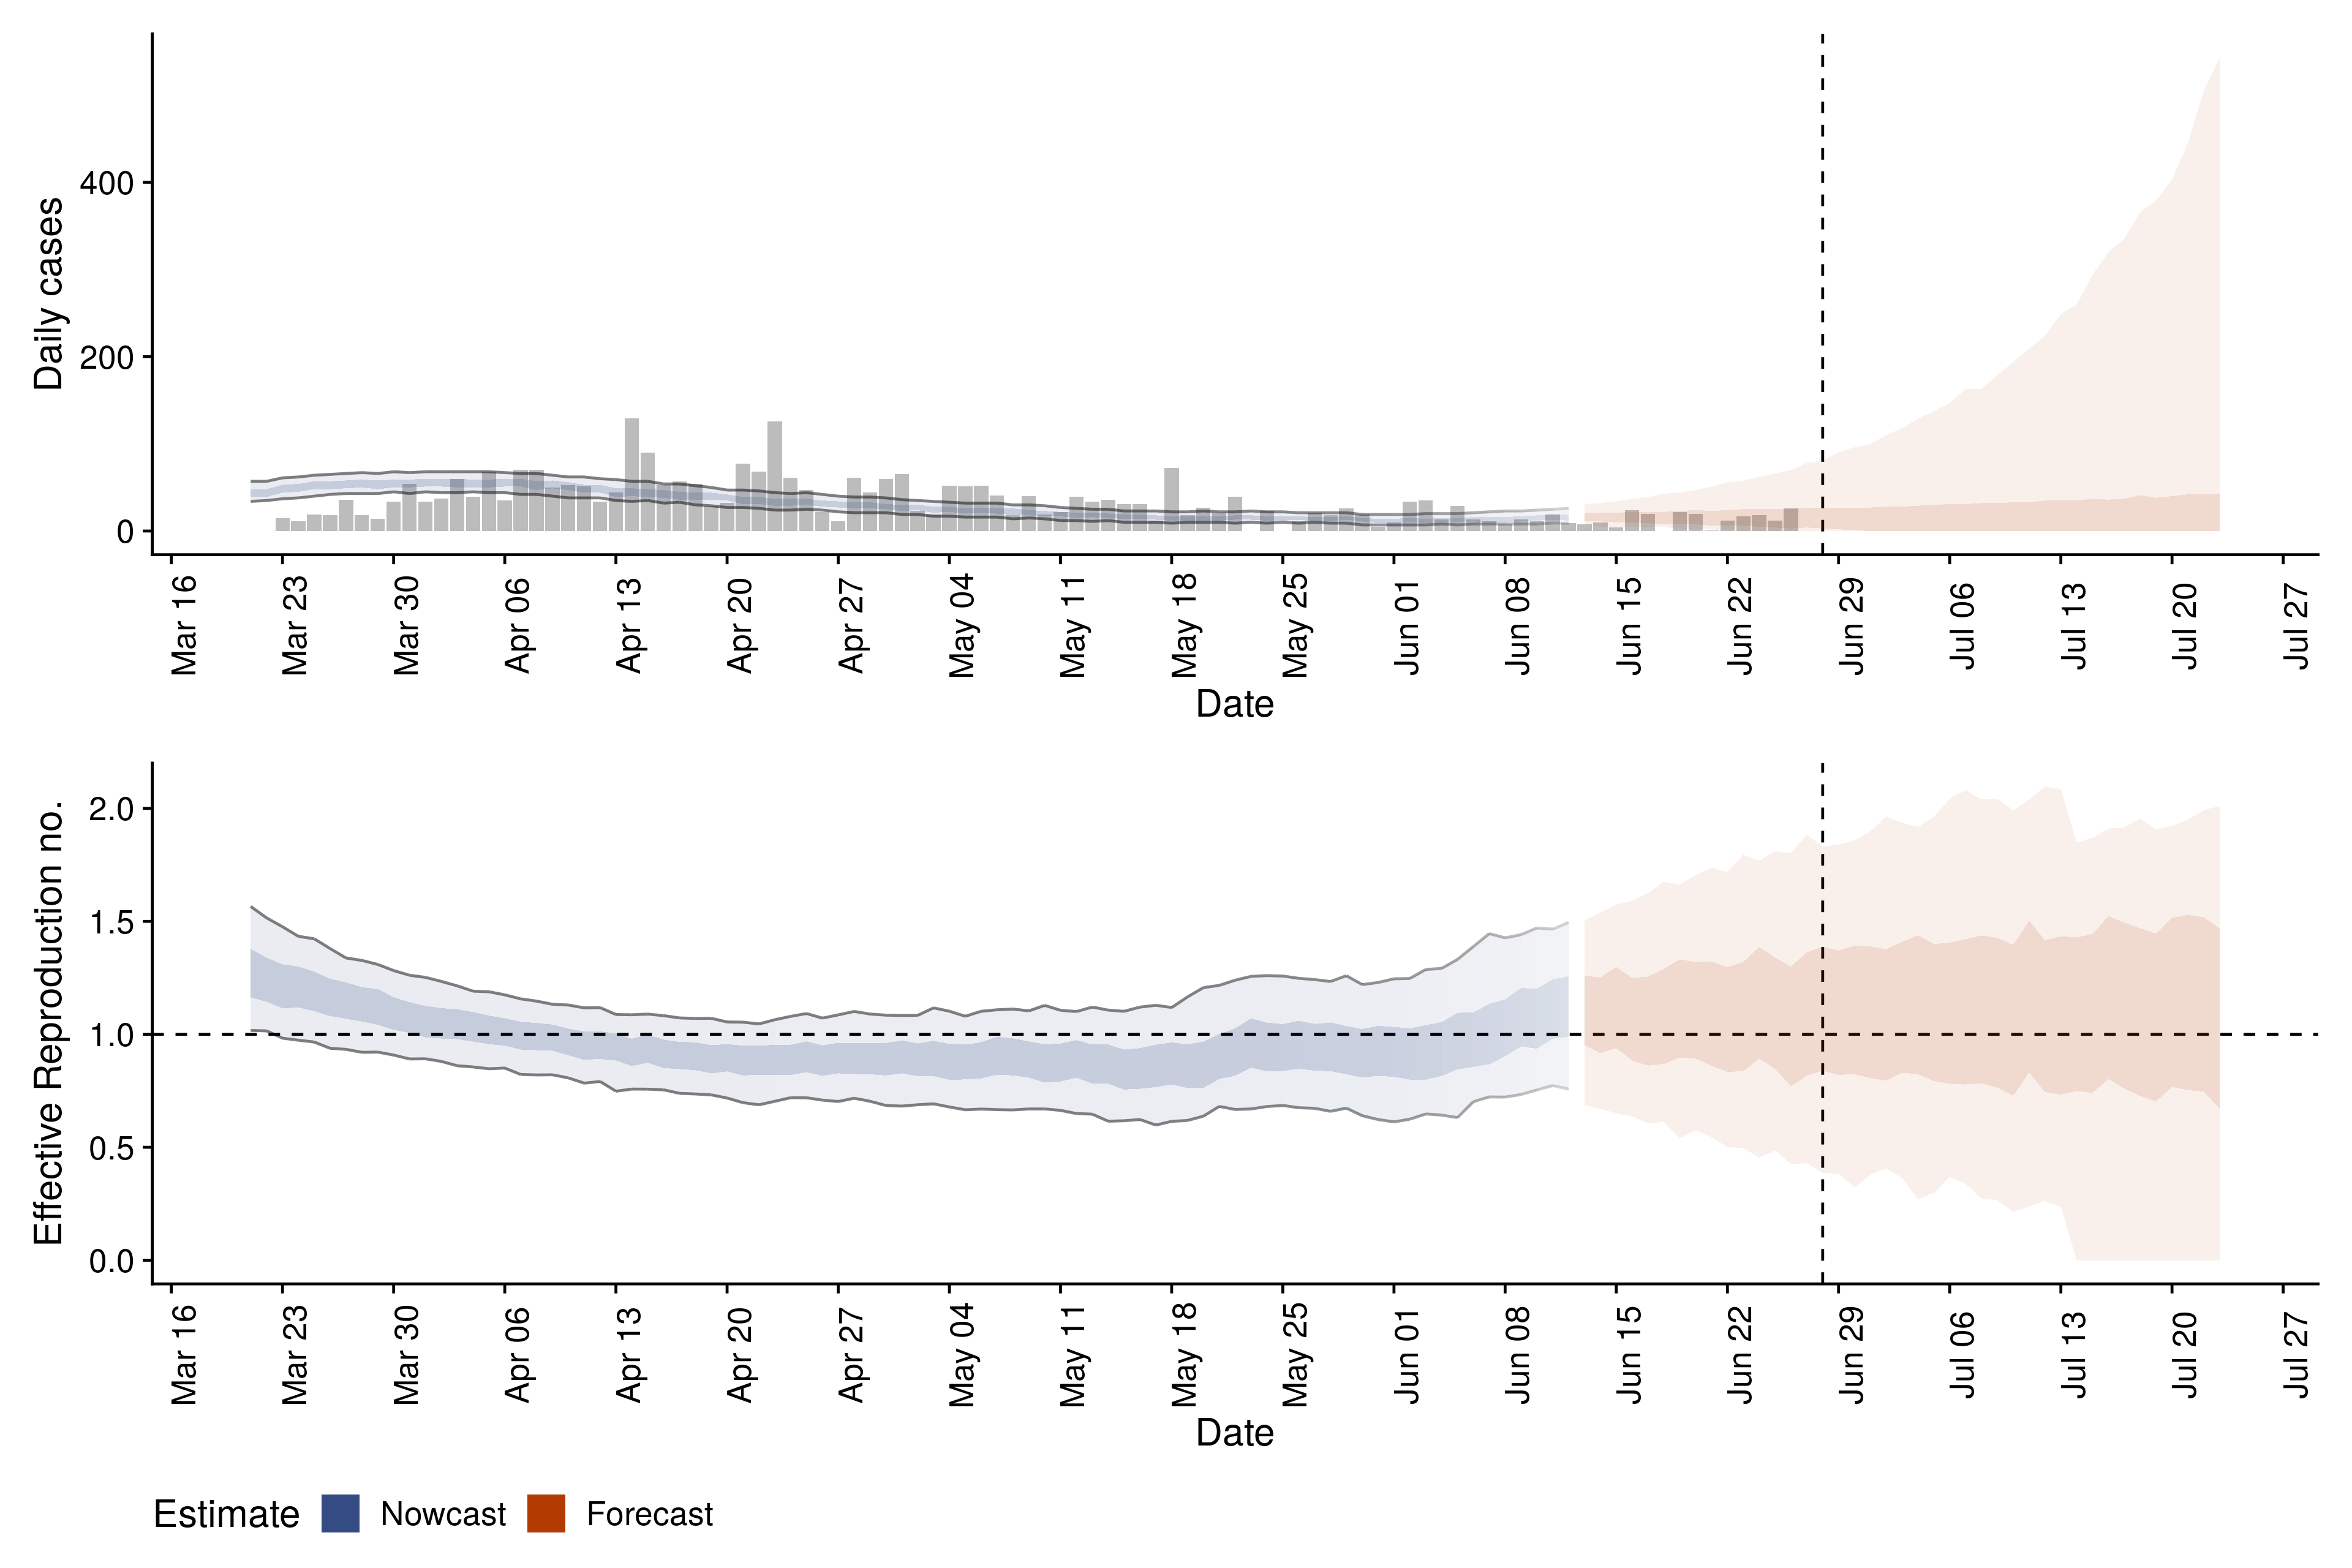 Daily cases
400
200
0
Mar 16 Mar 23 Mar 30 Apr 06 Apr 13 Apr 20 Apr 27 May 04 May 11 May 18 May 25 Jun 01 Jun 08 Jun 15 Jun 22 Jun 29 Jul 06 Jul 13 Jul 20 Jul 27
Date
Effective Reproduction no.
2.0
1.5
1.0
0.5
0.0
Mar 16 Mar 23 Mar 30 Apr 06 Apr 13 Apr 20 Apr 27 May 04 May 11 May 18 May 25 Jun 01 Jun 08 Jun 15 Jun 22 Jun 29 Jul 06 Jul 13 Jul 20 Jul 27
Date
Estimate Nowcast Forecast